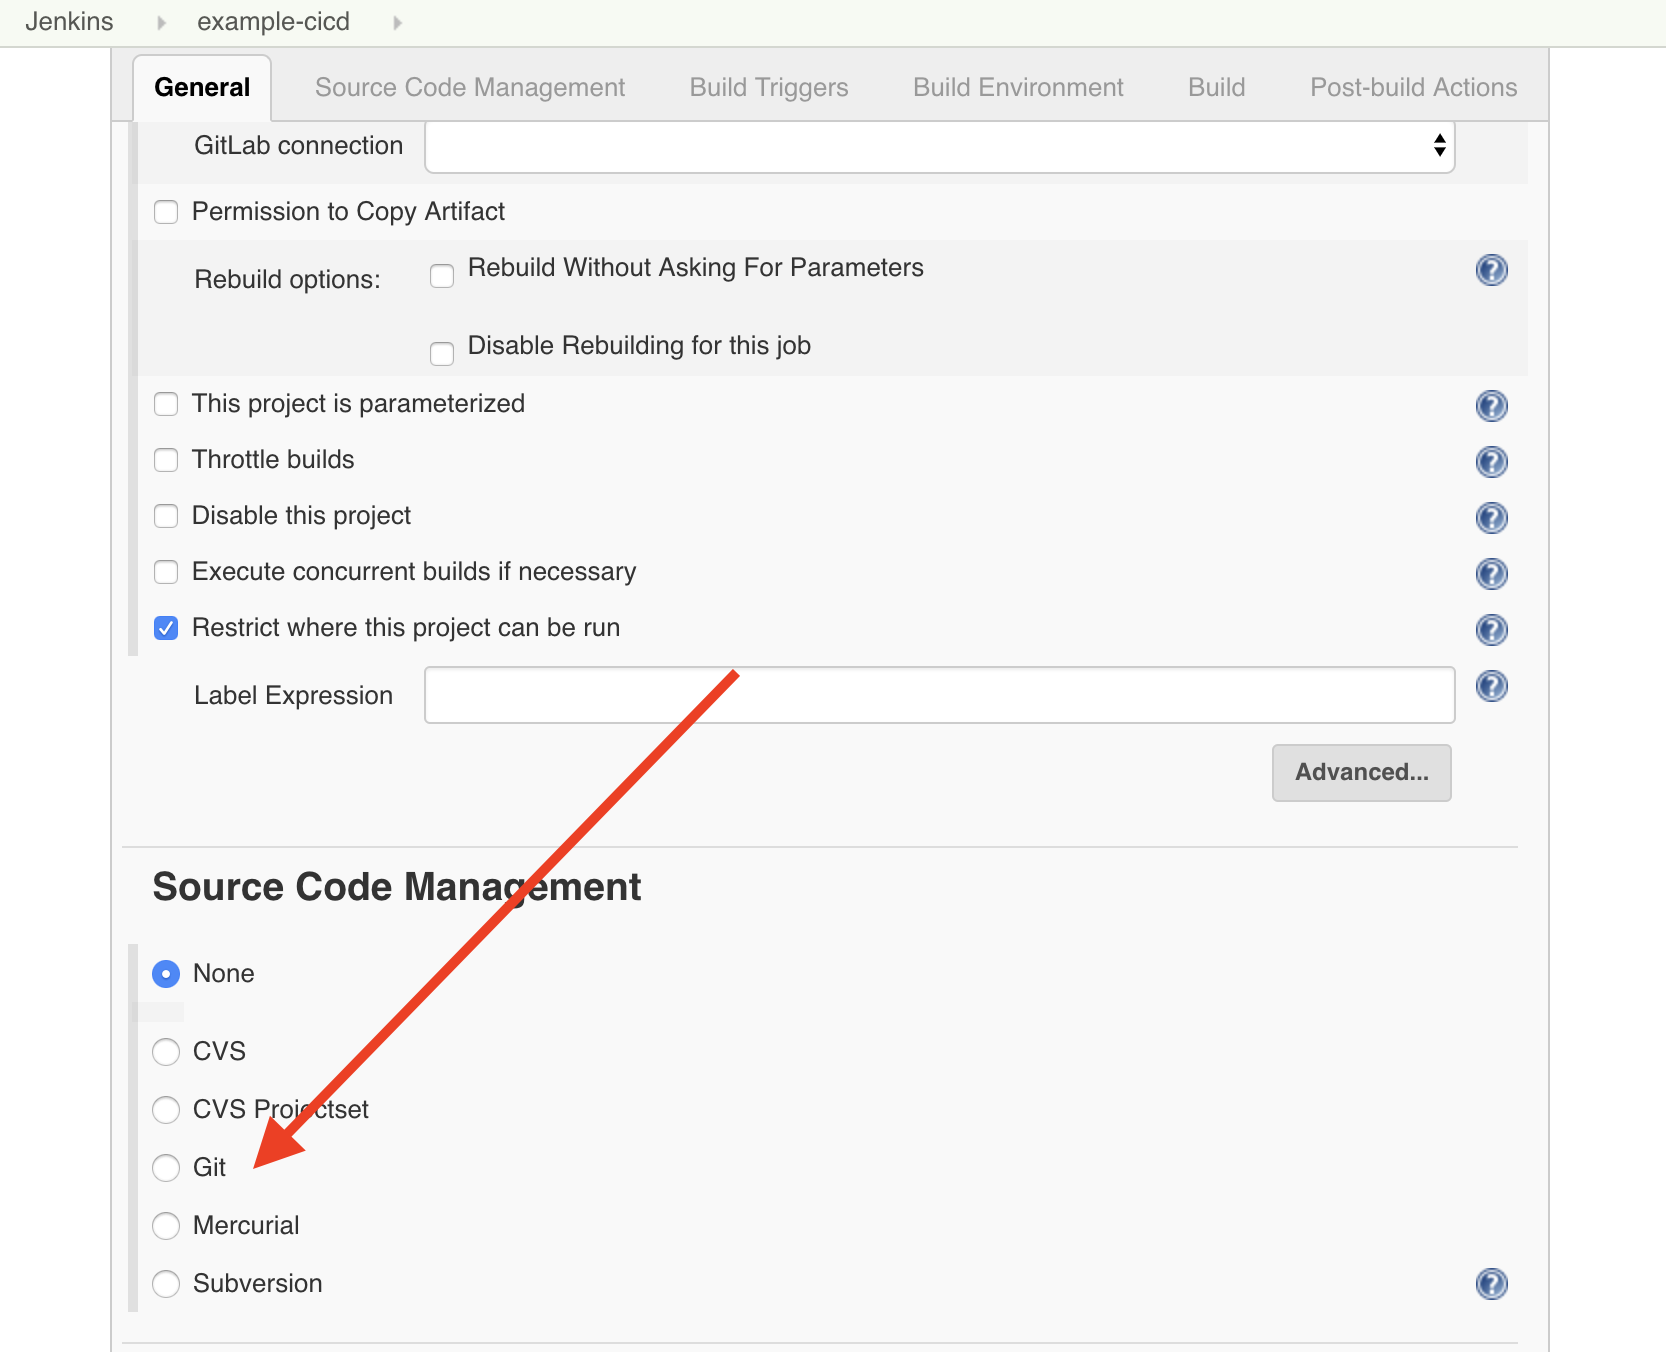 Jenkins example-cicd
General Source Code Management Build Triggers Build Environment Build Post-build Actions
GitLab connection
Permission to Copy Artifact
Rebuild options: Rebuild Without Asking For Parameters
Disable Rebuilding for this job
This project is parameterized
Throttle builds
Disable this project
Execute concurrent builds if necessary
Restrict where this project can be run
Label Expression
Advanced...
Source Code Management
None
CVS
CVS Projectset
Git
Mercurial
Subversion